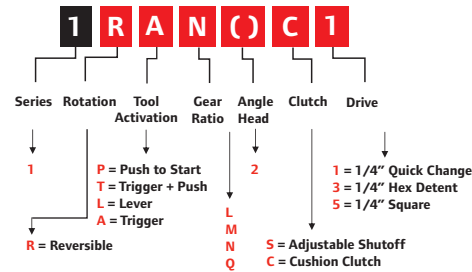 1 R A N ( ) C 1
Series Rotation Tool Activation Gear Ratio Angle Head Clutch Drive
1
P = Push to Start
T = Trigger + Push
L = Lever
A = Trigger
R = Reversible
L
M
N
Q
2
S = Adjustable Shutoff
C = Cushion Clutch
1 = 1/4” Quick Change
3 = 1/4” Hex Detent
5 = 1/4” Square